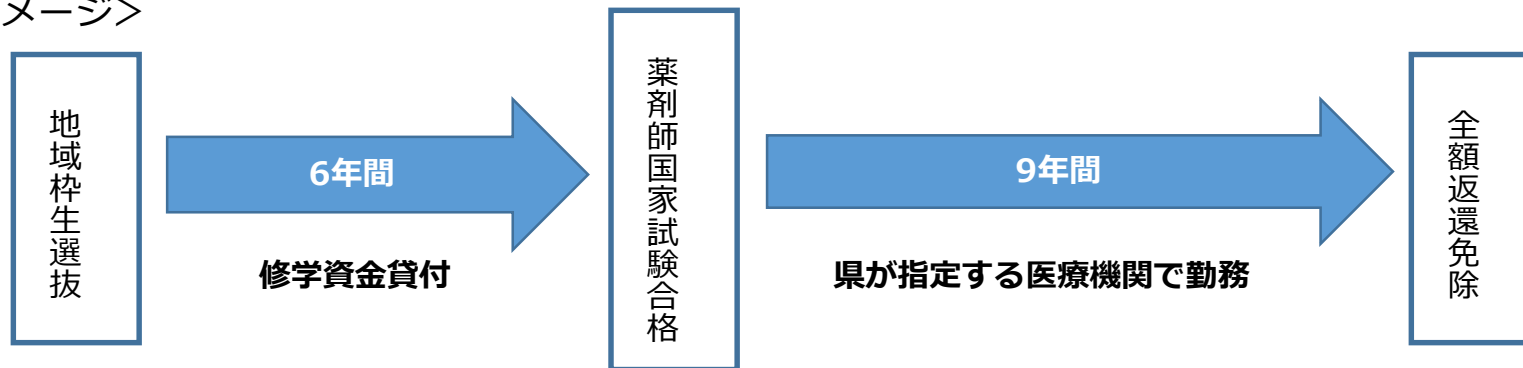 メージ＞
地域枠生選抜
6年間
修学資金貸付
薬剤師国家試験合格
9年間
県が指定する医療機関で勤務
全額返還免除